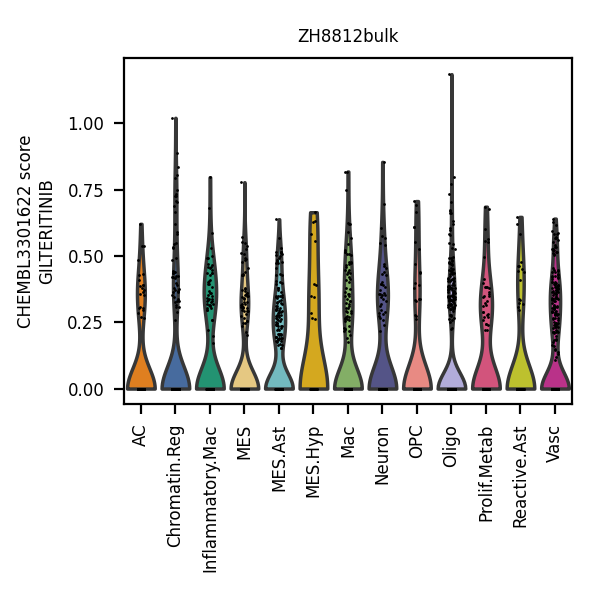 ZH8812bulk
CHEMBL3301622 score
GILTERITINIB
1.00
0.75
0.50
0.25
0.00
AC
Chromatin.Reg
Inflammatory.Mac
MES
MES.Ast
MES.Hyp
Mac
Neuron
OPC
Oligo
Prolif.Metab
Reactive.Ast
Vasc